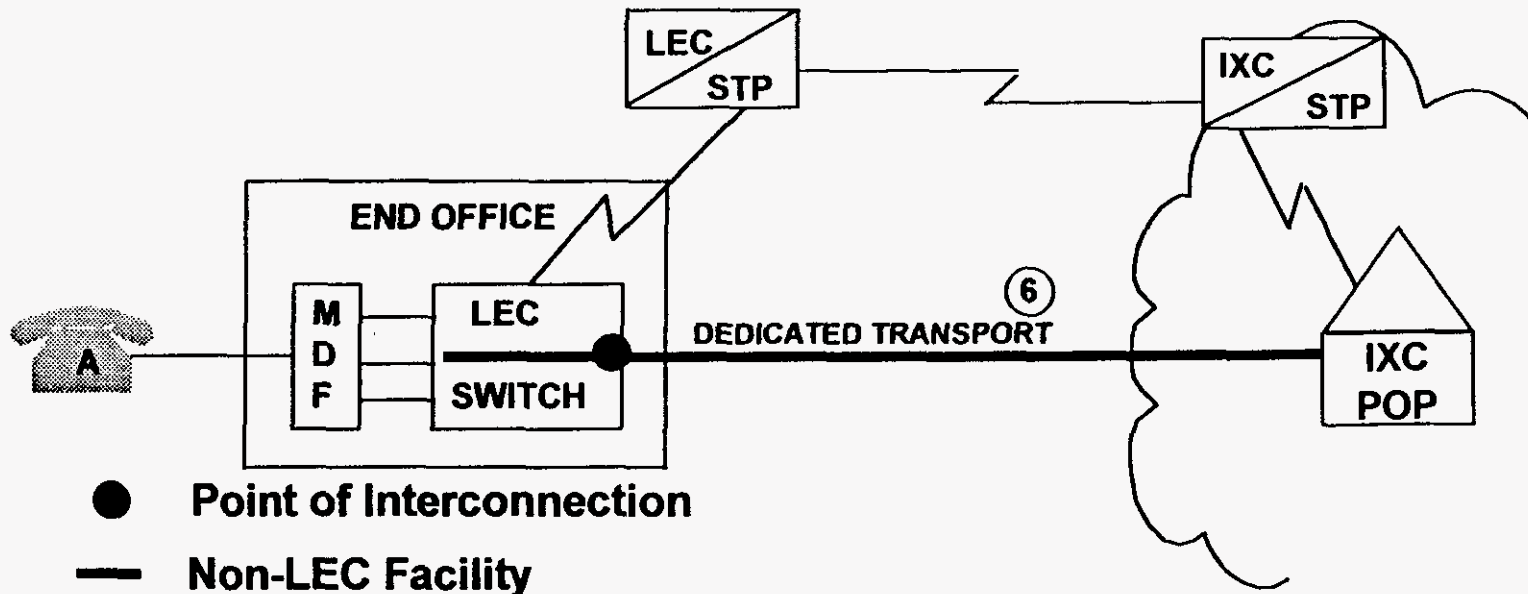 LEC
STP
IXC
STP
END OFFICE
M
D
F
LEC
SWITCH
A
6
DEDICATED TRANSPORT
IXC
POP
Point of Interconnection
Non-LEC Facility